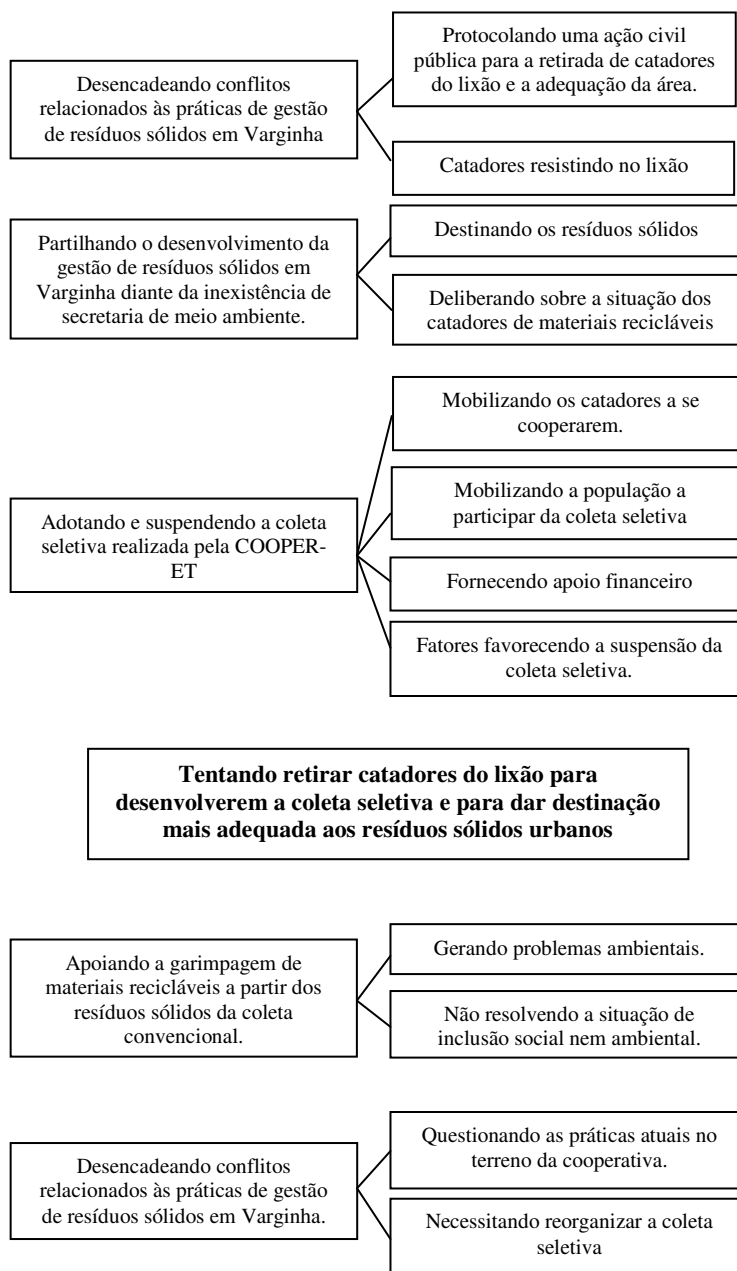 Desencadeando conflitos
relacionados às práticas de gestão
de resíduos sólidos em Varginha
Protocolando uma ação civil
pública para a retirada de catadores
do lixão e a adequação da área.
Catadores resistindo no lixão
Partilhando o desenvolvimento da
gestão de resíduos sólidos em
Varginha diante da inexistência de
secretaria de meio ambiente.
Destinando os resíduos sólidos
Deliberando sobre a situação dos
catadores de materiais recicláveis
Adotando e suspendendo a coleta
seletiva realizada pela COOPER-
ET
Mobilizando os catadores a se
cooperarem.
Mobilizando a população a
participar da coleta seletiva
Fornecendo apoio financeiro
Fatores favorecendo a suspensão da
coleta seletiva.
Tentando retirar catadores do lixão para
desenvolverem a coleta seletiva e para dar destinação
mais adequada aos resíduos sólidos urbanos
Apoiando a garimpagem de
materiais recicláveis a partir dos
resíduos sólidos da coleta
convencional.
Gerando problemas ambientais.
Não resolvendo a situação de
inclusão social nem ambiental.
Desencadeando conflitos
relacionados às práticas de gestão
de resíduos sólidos em Varginha.
Questionando as práticas atuais no
terreno da cooperativa.
Necessitando reorganizar a coleta
seletiva